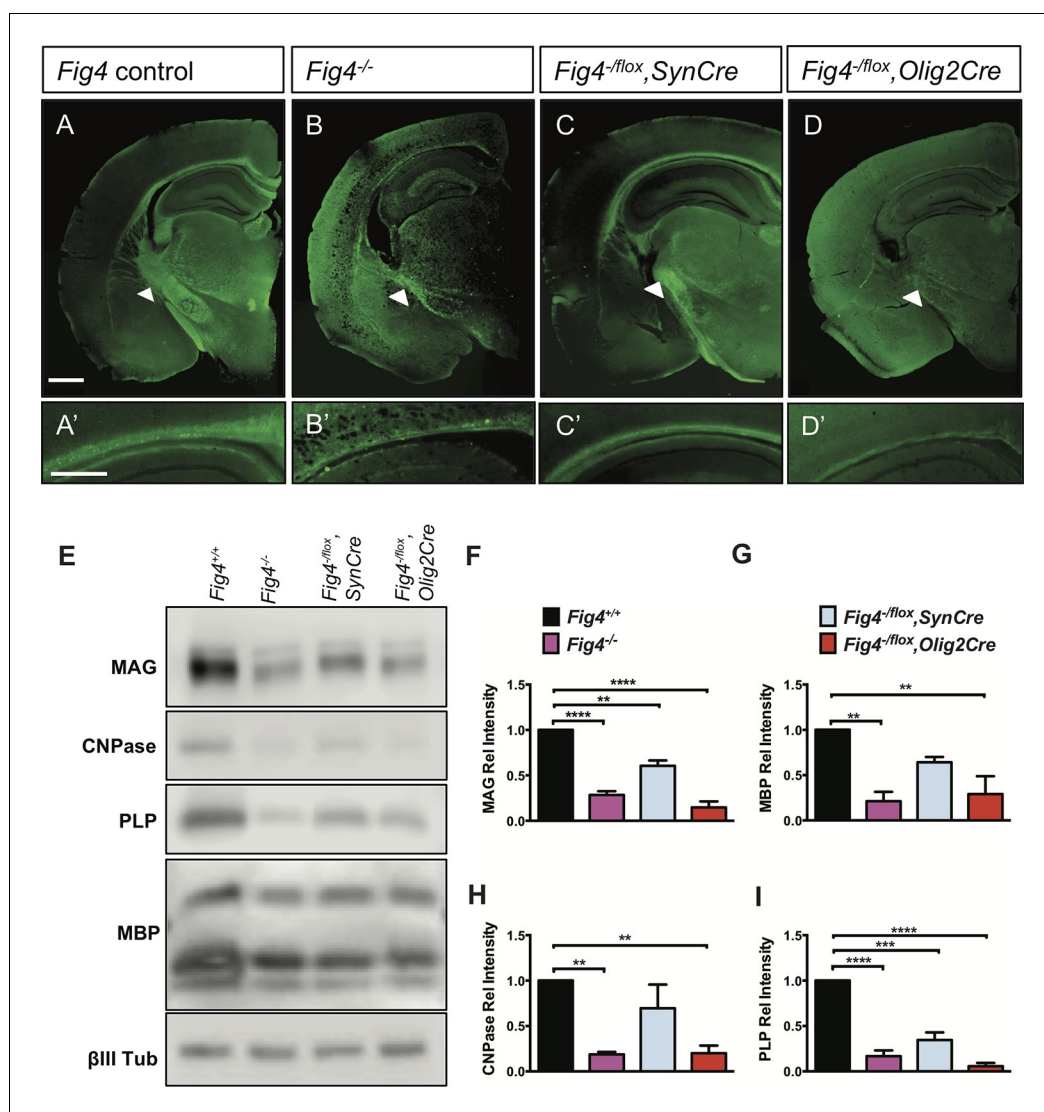 Fig4 control
Fig4-/-
Fig4-/flox,SynCre
Fig4-/flox,Olig2Cre
A
B
C
D
A'
B'
C'
D'
E
Fig4+/+
Fig4-/-
Fig4-/flox,
SynCre
Fig4-/flox,
Olig2Cre
MAG
CNPase
PLP
MBP
βIII Tub
F
G
Fig4+/+
Fig4-/-
Fig4-/flox,SynCre
Fig4-/flox,Olig2Cre
MAG Rel Intensity
1.5
1.0
0.5
0.0
****
**
****
MBP Rel Intensity
1.5
1.0
0.5
0.0
**
**
H
CNPase Rel Intensity
1.5
1.0
0.5
0.0
**
**
I
PLP Rel Intensity
1.5
1.0
0.5
0.0
****
***
****